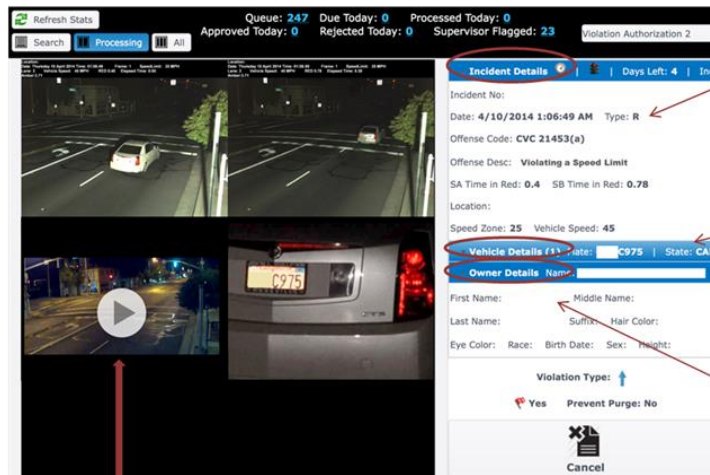 Refresh Stats
Queue: 247 Due Today: 0 Processed Today: 0
Approved Today: 0 Rejected Today: 0 Supervisor Flagged: 23
Violation Authorization 2
Search Processing All
Incident Details | | Days Left: 4 |
Incident No:
Date: 4/10/2014 1:06:49 AM Type: R
Offense Code: CVC 21453(a)
Offense Desc: Violating a Speed Limit
SA Time in Red: 0.4 SB Time in Red: 0.78
Location:
Speed Zone: 25 Vehicle Speed: 45
Vehicle Details (1) C975 | State: CA
Owner Details Name
First Name: Middle Name:
Last Name: Suffix: Hair Color:
Eye Color: Race: Birth Date: Sex: Height:
Violation Type:
Yes Prevent Purge: No
Cancel
C975
CTS